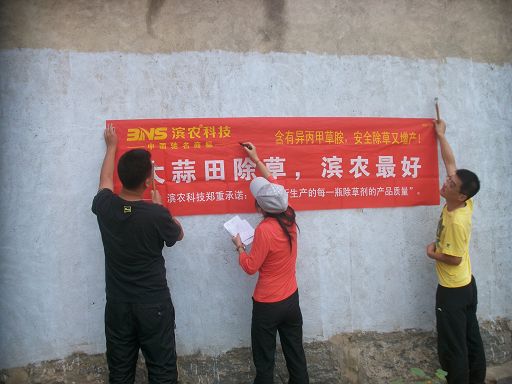 BNS 滨农科技
中国驰名商标
含有异丙甲草胺，安全除草又增产！
大蒜田除草，滨农最好
滨农科技郑重承诺：
生产的每一瓶除草剂的产品质量”。